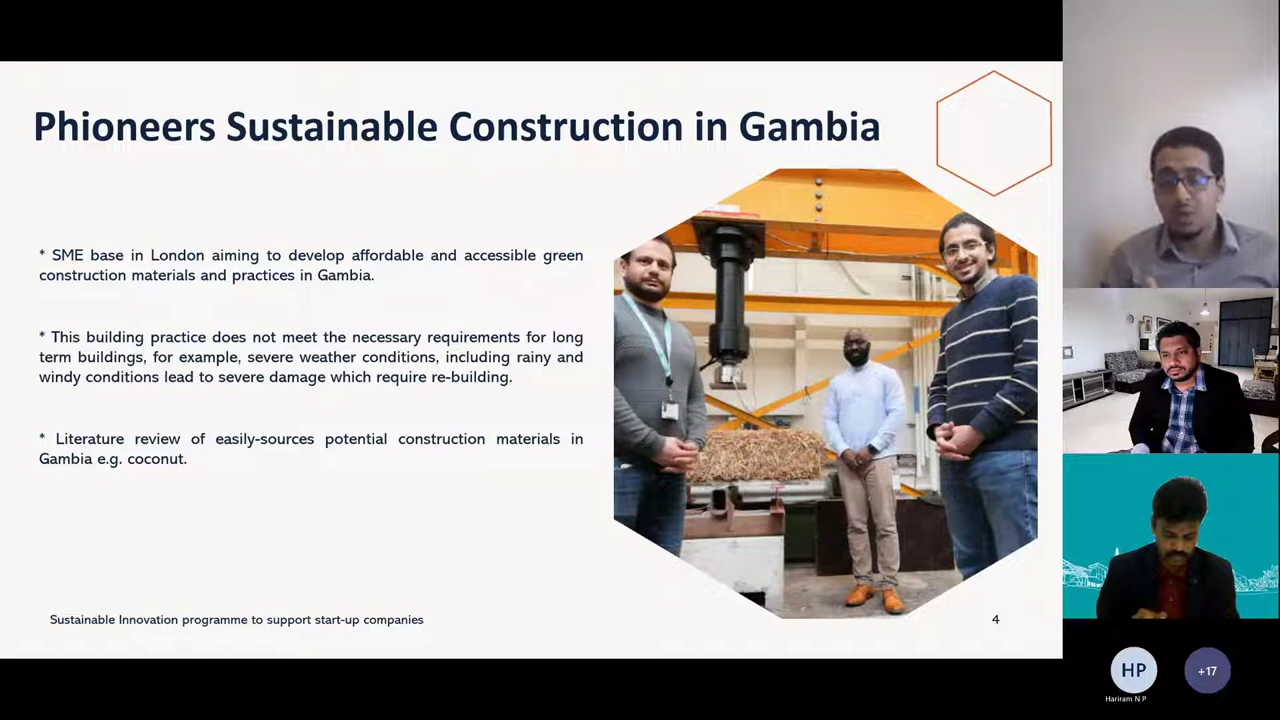 Phioneers Sustainable Construction in Gambia
* SME base in London aiming to develop affordable and accessible green
construction materials and practices in Gambia.
* This building practice does not meet the necessary requirements for long
term buildings, for example, severe weather conditions, including rainy and
windy conditions lead to severe damage which require re-building.
* Literature review of easily-sources potential construction materials in
Gambia e.g. coconut.
Sustainable Innovation programme to support start-up companies
4
HP
+17
Hariram N P